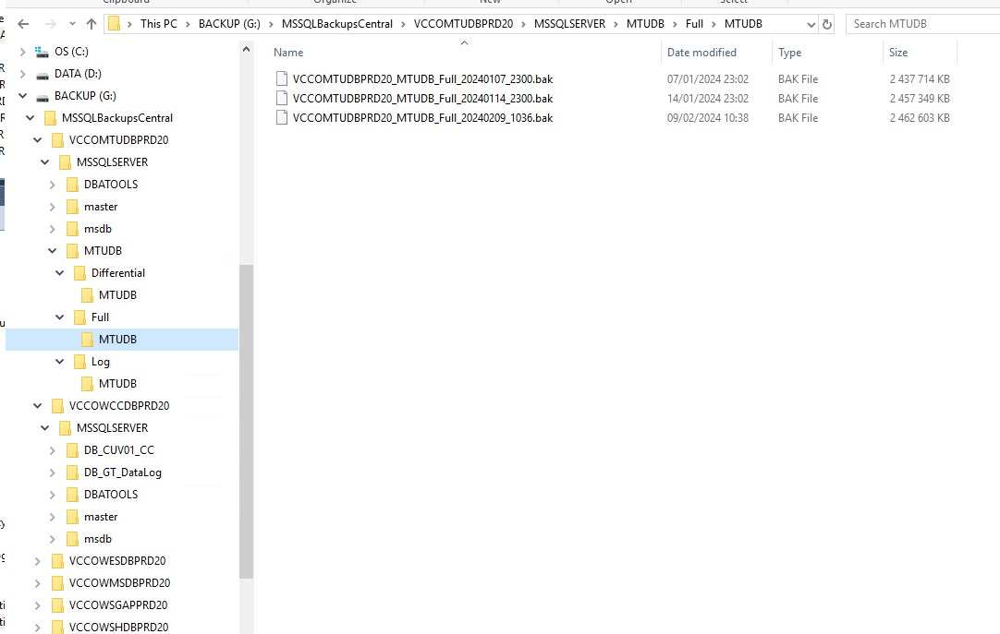 This PC > BACKUP (G:) > MSSQLBackupsCentral > VCCOMTUDBPRD20 > MSSQLSERVER > MTUDB > Full > MTUDB
Search MTUDB
Name Date modified Type Size
VCCOMTUDBPRD20_MTUDB_Full_20240107_2300.bak 07/01/2024 23:02 BAK File 2 437 714 KB
VCCOMTUDBPRD20_MTUDB_Full_20240114_2300.bak 14/01/2024 23:02 BAK File 2 457 349 KB
VCCOMTUDBPRD20_MTUDB_Full_20240209_1036.bak 09/02/2024 10:38 BAK File 2 462 603 KB
OS (C:)
DATA (D:)
BACKUP (G:)
MSSQLBackupsCentral
VCCOMTUDBPRD20
MSSQLSERVER
DBATOOLS
master
msdb
MTUDB
Differential
MTUDB
Full
MTUDB
Log
MTUDB
VCCOWCCDBPRD20
MSSQLSERVER
DB_CUV01_CC
DB_GT_DataLog
DBATOOLS
master
msdb
VCCOWESDBPRD20
VCCOWMSDBPRD20
VCCOWSGAPPRD20
VCCOWSHDBPRD20